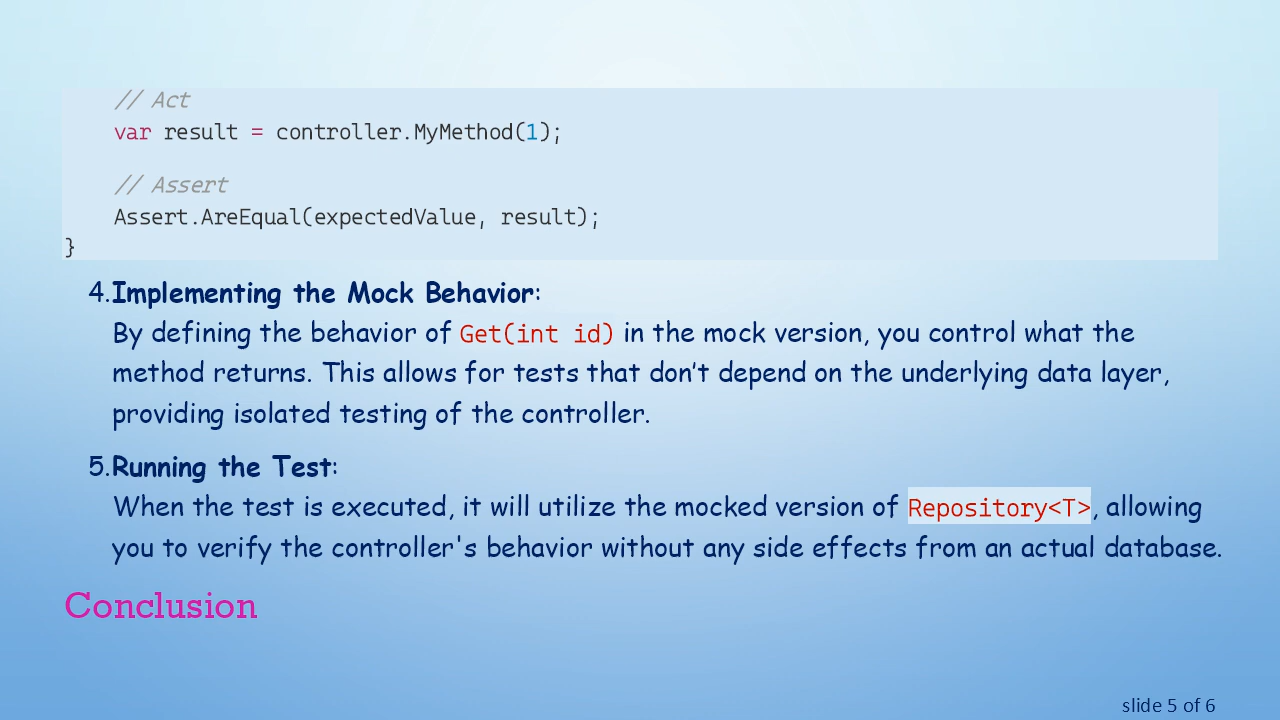 // Act
var result = controller.MyMethod(1);
// Assert
Assert.AreEqual(expectedValue, result);
}
4.Implementing the Mock Behavior:
By defining the behavior of Get(int id) in the mock version, you control what the
method returns. This allows for tests that don’t depend on the underlying data layer,
providing isolated testing of the controller.
5.Running the Test:
When the test is executed, it will utilize the mocked version of Repository<T>, allowing
you to verify the controller's behavior without any side effects from an actual database.
Conclusion
slide 5 of 6